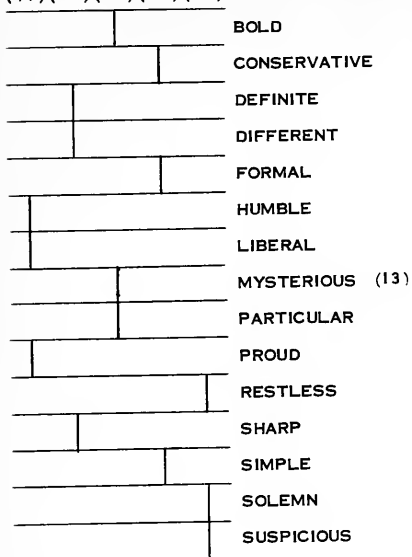 BOLD
CONSERVATIVE
DEFINITE
DIFFERENT
FORMAL
HUMBLE
LIBERAL
MYSTERIOUS (13)
PARTICULAR
PROUD
RESTLESS
SHARP
SIMPLE
SOLEMN
SUSPICIOUS